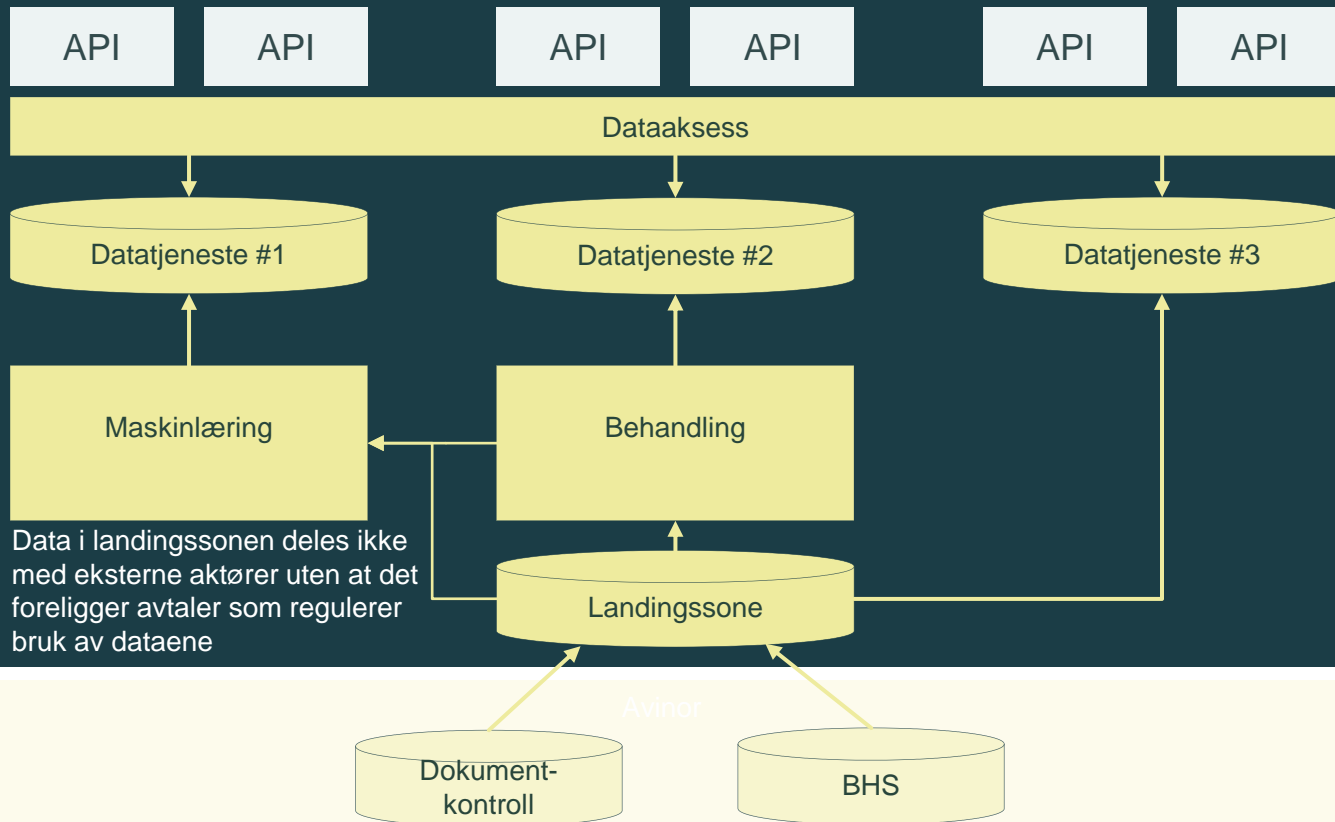 API
API
API
API
API
API
Dataaksess
Datatjeneste #1
Datatjeneste #2
Datatjeneste #3
Maskinlæring
Behandling
Data i landingssonen deles ikke
med eksterne aktører uten at det
foreligger avtaler som regulerer
bruk av dataene
Landingssone
Avinor
Dokument-
kontroll
BHS